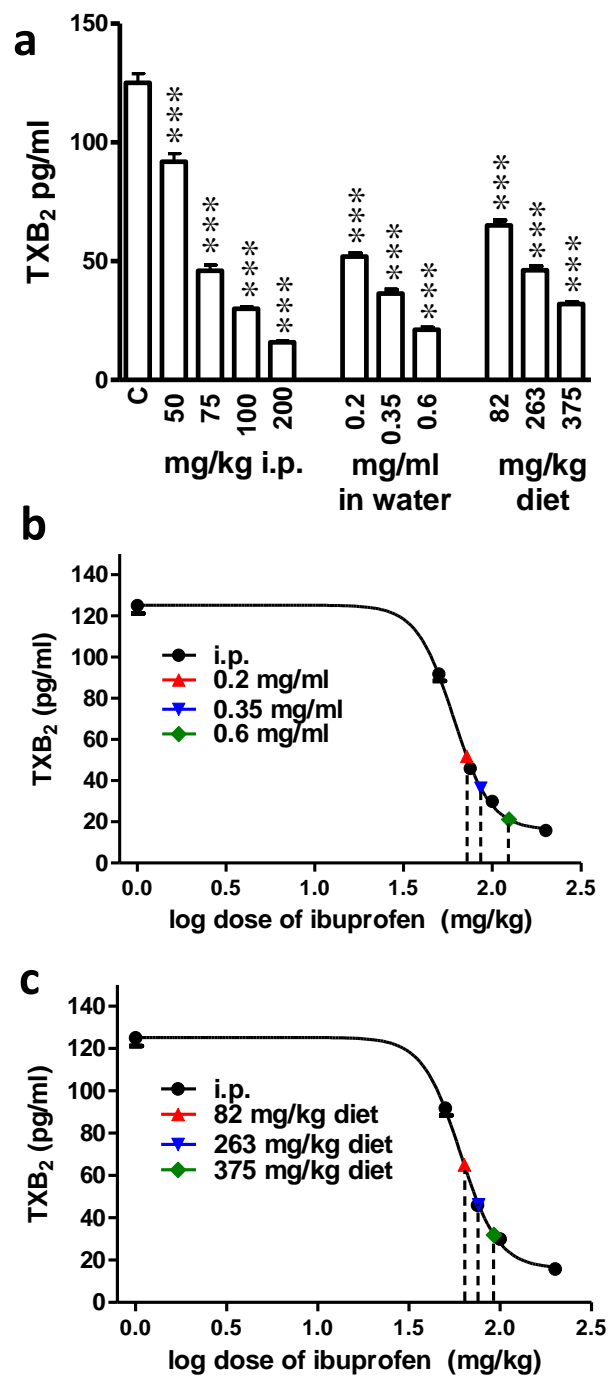 a
TXB2 pg/ml
150
100
50
0
*** *** *** *** *** *** *** *** *** ***
C 50 75 100 200 0.2 0.35 0.6 82 263 375
mg/kg i.p. mg/ml mg/kg
in water diet
b
TXB2 (pg/ml)
140
120
100
80
60
40
20
0
i.p.
0.2 mg/ml
0.35 mg/ml
0.6 mg/ml
0.0 0.5 1.0 1.5 2.0 2.5
log dose of ibuprofen (mg/kg)
c
TXB2 (pg/ml)
140
120
100
80
60
40
20
0
i.p.
82 mg/kg diet
263 mg/kg diet
375 mg/kg diet
0.0 0.5 1.0 1.5 2.0 2.5
log dose of ibuprofen (mg/kg)